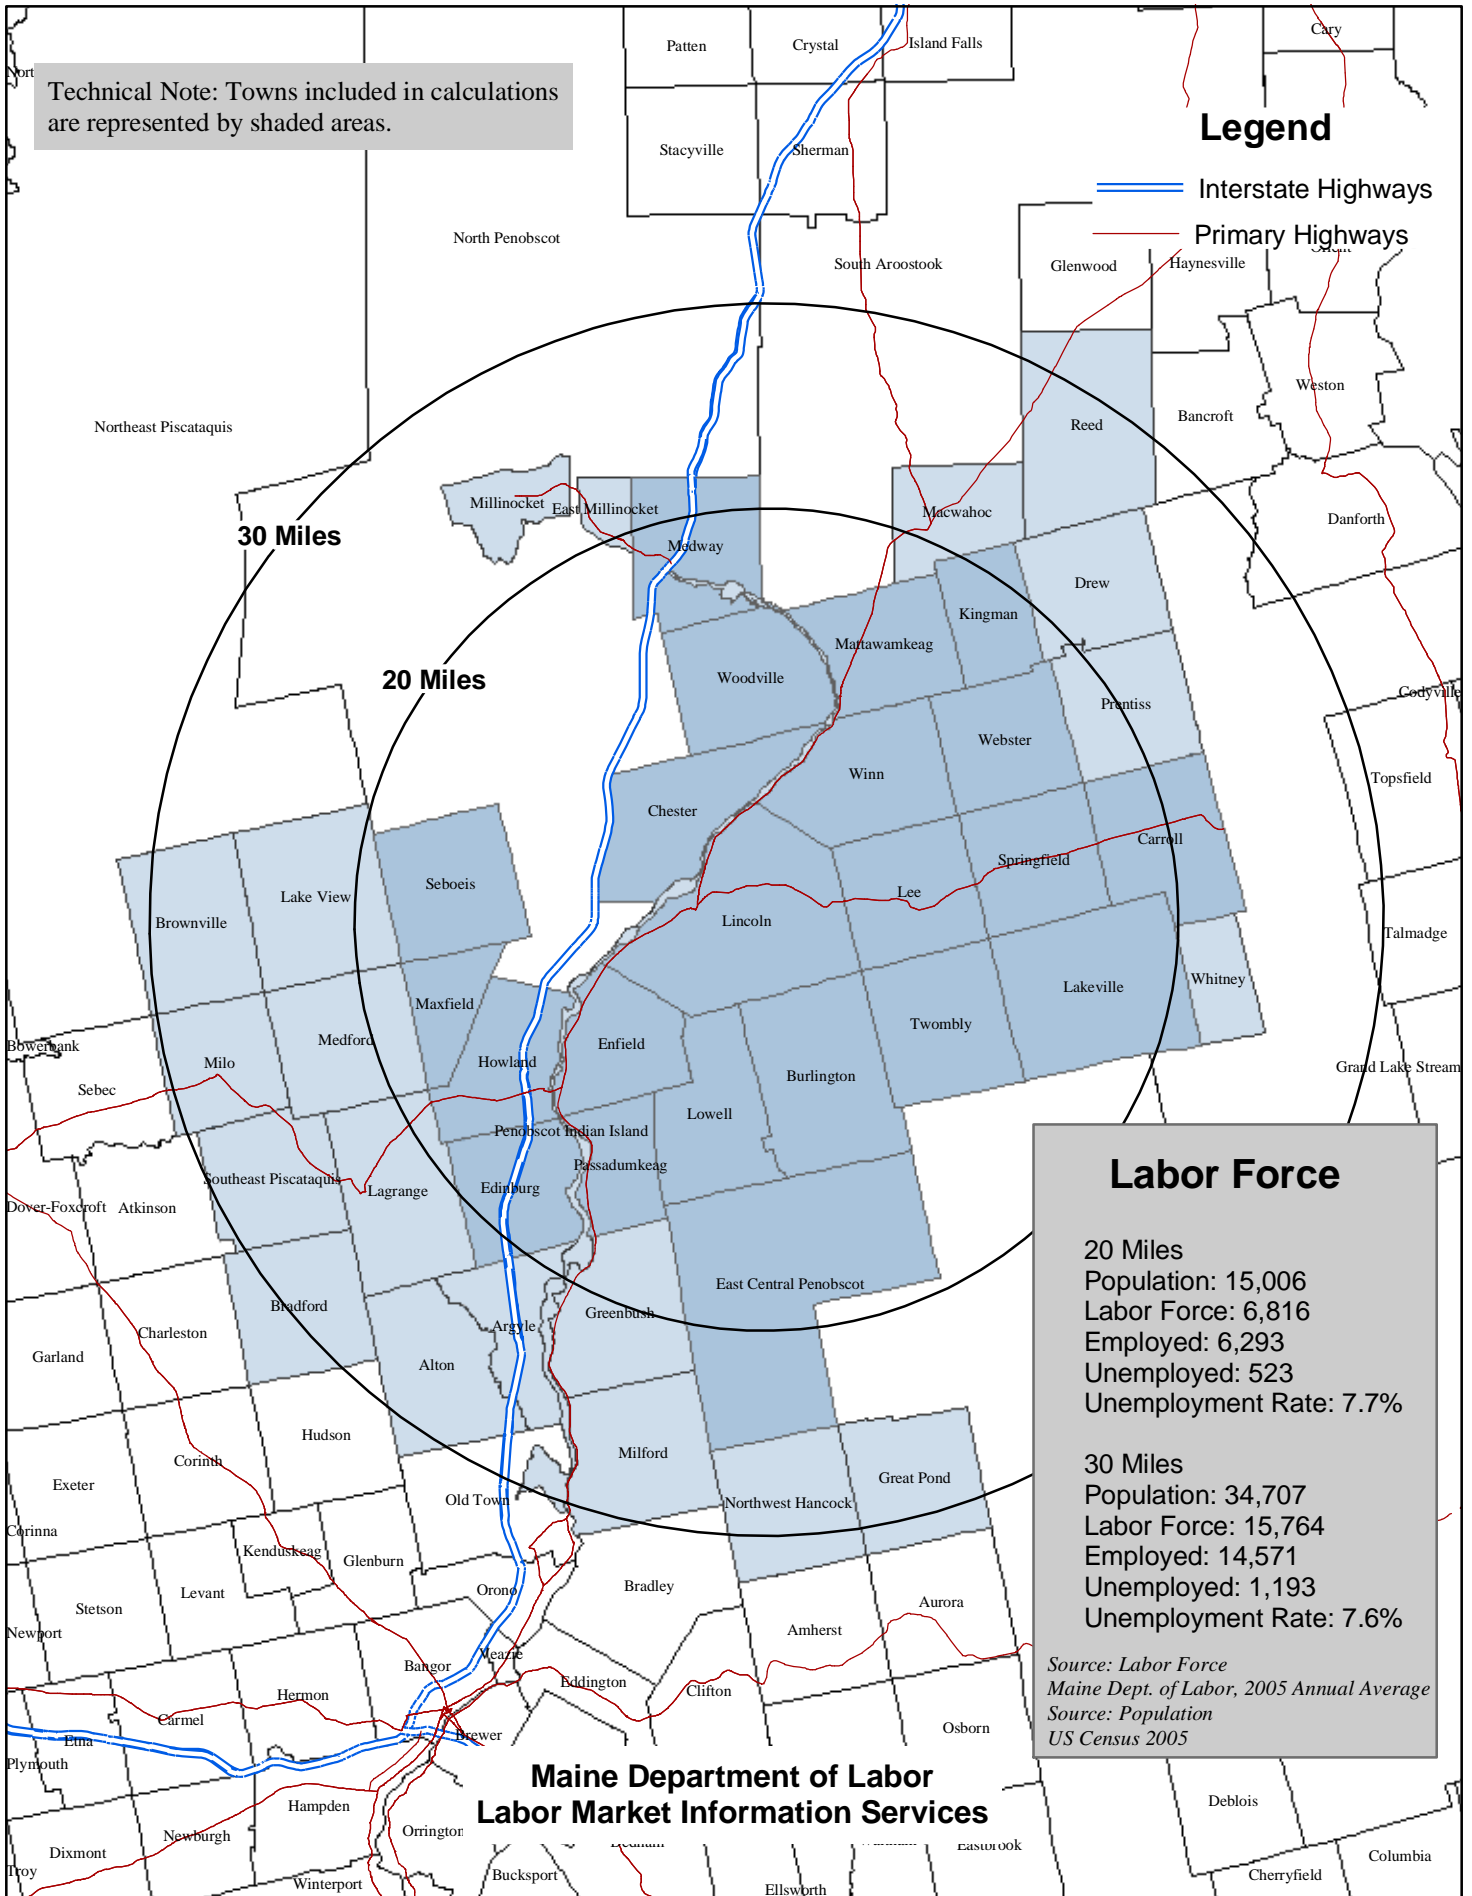 Patten
Crystal
Island Falls
Cary
Technical Note: Towns included in calculations
are represented by shaded areas.
Legend
Interstate Highways
Primary Highways
Stacyville
Sherman
North Penobscot
South Aroostook
Glenwood
Haynesville
Northeast Piscataquis
Weston
Bancroft
Reed
Millinocket
East Millinocket
Macwahoc
Danforth
30 Miles
Medway
Drew
Kingman
Mattawamkeag
20 Miles
Woodville
Codyville
Prentiss
Webster
Winn
Topsfield
Chester
Carroll
Springfield
Seboeis
Lake View
Lee
Brownville
Lincoln
Talmadge
Whitney
Lakeville
Maxfield
Twombly
Medford
Enfield
Bowerbank
Milo
Howland
Grand Lake Stream
Sebec
Burlington
Lowell
Penobscot Indian Island
Passadumkeag
Southeast Piscataquis
Lagrange
Edinburg
Dover-Foxcroft
Atkinson
East Central Penobscot
Bradford
Greenbush
Argyle
Charleston
Garland
Alton
Labor Force
20 Miles
Population: 15,006
Labor Force: 6,816
Employed: 6,293
Unemployed: 523
Unemployment Rate: 7.7%
30 Miles
Population: 34,707
Labor Force: 15,764
Employed: 14,571
Unemployed: 1,193
Unemployment Rate: 7.6%
Source: Labor Force
Maine Dept. of Labor, 2005 Annual Average
Source: Population
US Census 2005
Hudson
Milford
Corinth
Great Pond
Exeter
Old Town
Northwest Hancock
Corinna
Kenduskeag
Glenburn
Levant
Orono
Bradley
Stetson
Aurora
Newport
Amherst
Veazie
Bangor
Eddington
Clifton
Hermon
Carmel
Osborn
Etna
Brewer
Plymouth
Maine Department of Labor
Labor Market Information Services
Hampden
Deblois
Newburgh
Orrington
Dixmont
Eastbrook
Columbia
Troy
Winterport
Bucksport
Ellsworth
Cherryfield